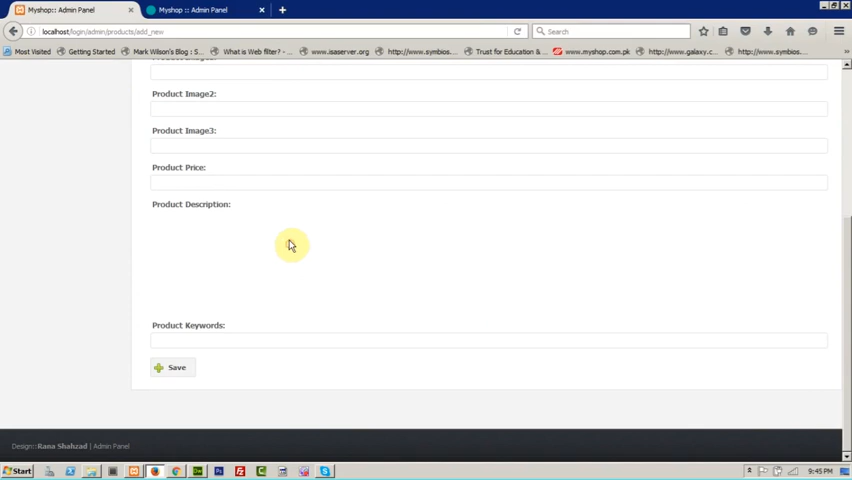 Myshop:: Admin Panel
Myshop :: Admin Panel
localhost/login/admin/products/add_new
Search
Most Visited
Getting Started
Mark Wilson's Blog : S...
What is Web filter? - ...
www.isaserver.org
http://www.symbios...
Trust for Education & ...
www.myshop.com.pk
http://www.galaxy.c...
http://www.symbios...
Product Image2:
Product Image3:
Product Price:
Product Description:
Product Keywords:
Save
Design::Rana Shahzad | Admin Panel
Start
9:45 PM